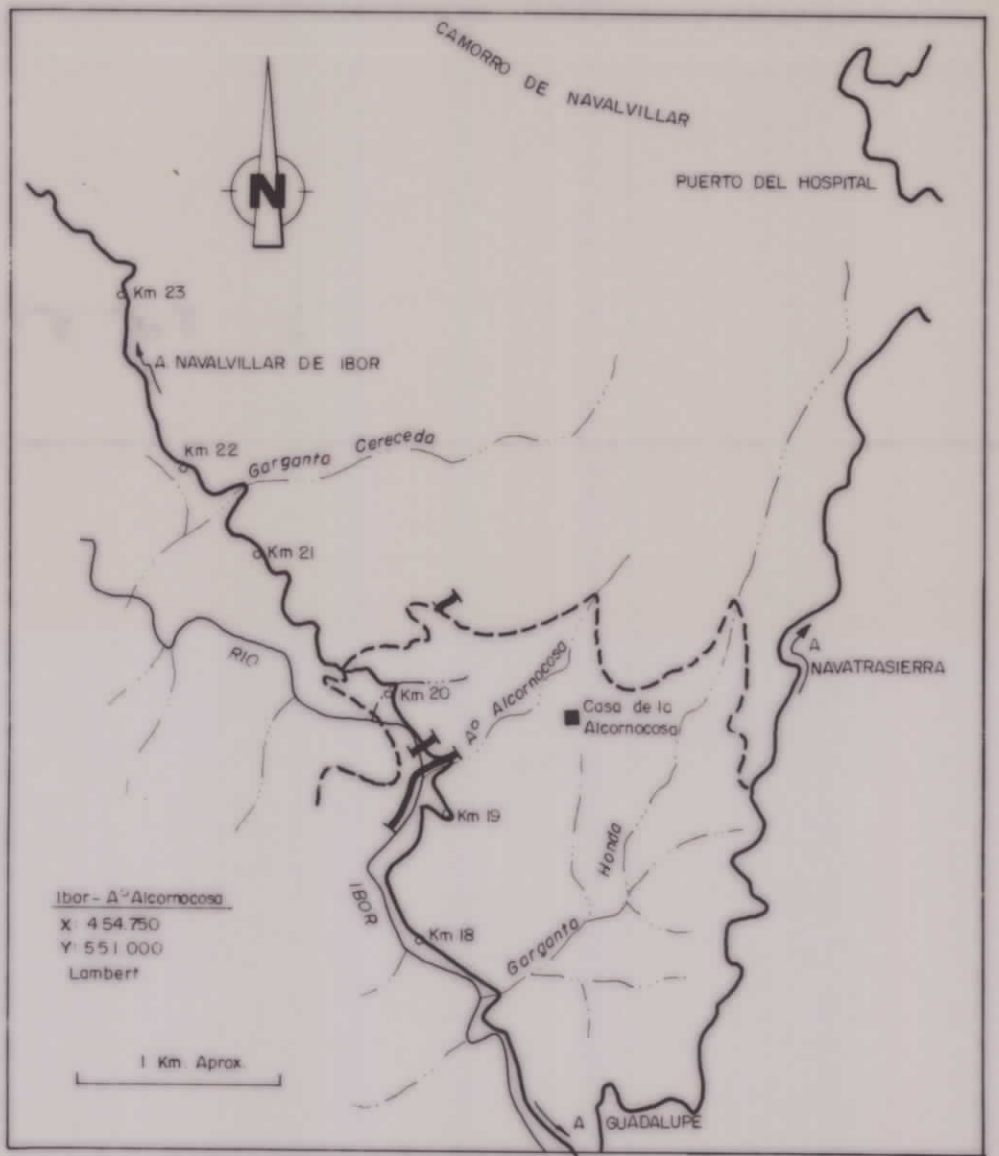 CAMORRO DE NAVALVILLAR
N
PUERTO DEL HOSPITAL
Km 23
A NAVALVILLAR DE IBOR
Km 22
Garganta Cereceda
Km 21
RIO
Km 20
Aº Alcornocosa
Casa de la
Alcornocosa
A
NAVATRASIERRA
Km 19
Honda
IBOR
Km 18
Garganta
Ibor - Aº Alcornocosa
X: 454.750
Y: 551 000
Lambert
1 Km. Aprox.
A GUADALUPE